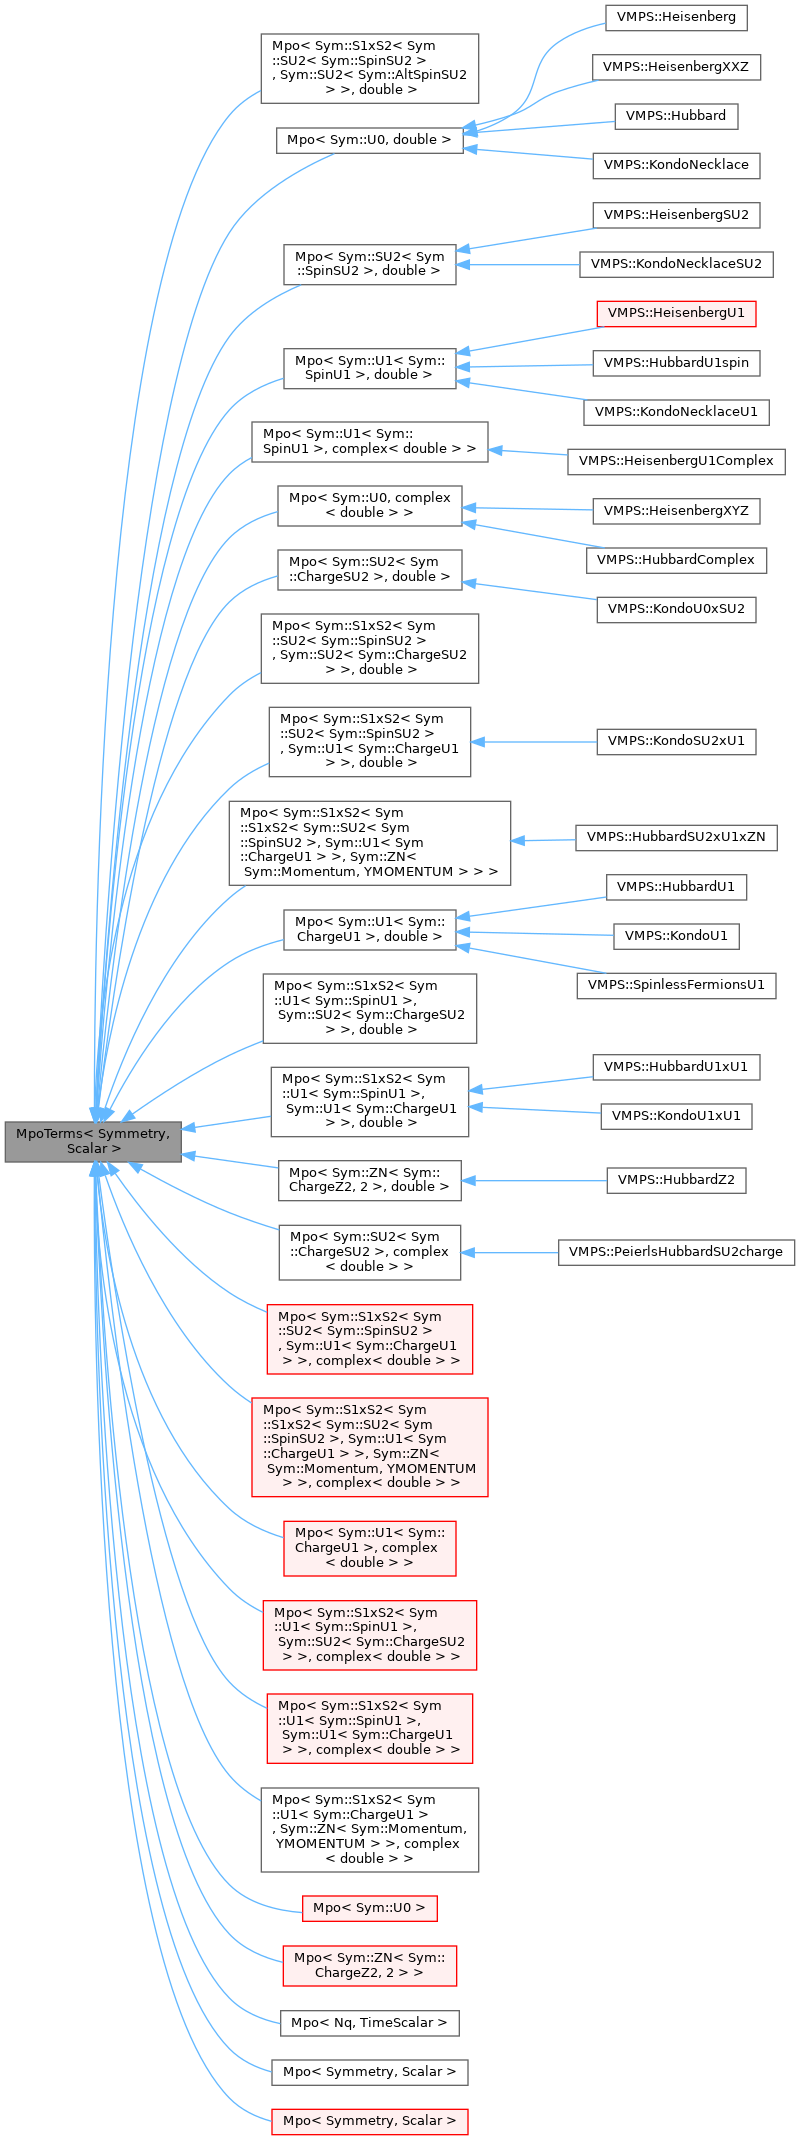 MpoTerms< Symmetry,
Scalar >
Mpo< Sym::S1xS2< Sym
::SU2< Sym::SpinSU2 >
, Sym::SU2< Sym::AltSpinSU2
> >, double >
Mpo< Sym::U0, double >
VMPS::Heisenberg
VMPS::HeisenbergXXZ
VMPS::Hubbard
VMPS::KondoNecklace
Mpo< Sym::SU2< Sym
::SpinSU2 >, double >
VMPS::HeisenbergSU2
VMPS::KondoNecklaceSU2
Mpo< Sym::U1< Sym::
SpinU1 >, double >
VMPS::HeisenbergU1
VMPS::HubbardU1spin
VMPS::KondoNecklaceU1
Mpo< Sym::U1< Sym::
SpinU1 >, complex< double > >
VMPS::HeisenbergU1Complex
Mpo< Sym::U0, complex
< double > >
VMPS::HeisenbergXYZ
VMPS::HubbardComplex
Mpo< Sym::SU2< Sym
::ChargeSU2 >, double >
VMPS::KondoU0xSU2
Mpo< Sym::S1xS2< Sym
::SU2< Sym::SpinSU2 >
, Sym::SU2< Sym::ChargeSU2
> >, double >
Mpo< Sym::S1xS2< Sym
::SU2< Sym::SpinSU2 >
, Sym::U1< Sym::ChargeU1
> >, double >
VMPS::KondoSU2xU1
Mpo< Sym::S1xS2< Sym
::S1xS2< Sym::SU2< Sym
::SpinSU2 >, Sym::U1< Sym
::ChargeU1 > >, Sym::ZN<
Sym::Momentum, YMOMENTUM > > >
VMPS::HubbardSU2xU1xZN
Mpo< Sym::U1< Sym::
ChargeU1 >, double >
VMPS::HubbardU1
VMPS::KondoU1
VMPS::SpinlessFermionsU1
Mpo< Sym::S1xS2< Sym
::U1< Sym::SpinU1 >,
Sym::SU2< Sym::ChargeSU2
> >, double >
Mpo< Sym::S1xS2< Sym
::U1< Sym::SpinU1 >,
Sym::U1< Sym::ChargeU1
> >, double >
VMPS::HubbardU1xU1
VMPS::KondoU1xU1
Mpo< Sym::ZN< Sym::
ChargeZ2, 2 >, double >
VMPS::HubbardZ2
Mpo< Sym::SU2< Sym
::ChargeSU2 >, complex
< double > >
VMPS::PeierlsHubbardSU2charge
Mpo< Sym::S1xS2< Sym
::SU2< Sym::SpinSU2 >
, Sym::U1< Sym::ChargeU1
> >, complex< double > >
Mpo< Sym::S1xS2< Sym
::S1xS2< Sym::SU2< Sym
::SpinSU2 >, Sym::U1< Sym
::ChargeU1 > >, Sym::ZN<
Sym::Momentum, YMOMENTUM
> >, complex< double > >
Mpo< Sym::U1< Sym::
ChargeU1 >, complex
< double > >
Mpo< Sym::S1xS2< Sym
::U1< Sym::SpinU1 >,
Sym::SU2< Sym::ChargeSU2
> >, complex< double > >
Mpo< Sym::S1xS2< Sym
::U1< Sym::SpinU1 >,
Sym::U1< Sym::ChargeU1
> >, complex< double > >
Mpo< Sym::S1xS2< Sym
::U1< Sym::ChargeU1 >
, Sym::ZN< Sym::Momentum,
YMOMENTUM > >, complex
< double > >
Mpo< Sym::U0 >
Mpo< Sym::ZN< Sym::
ChargeZ2, 2 > >
Mpo< Nq, TimeScalar >
Mpo< Symmetry, Scalar >
Mpo< Symmetry, Scalar >